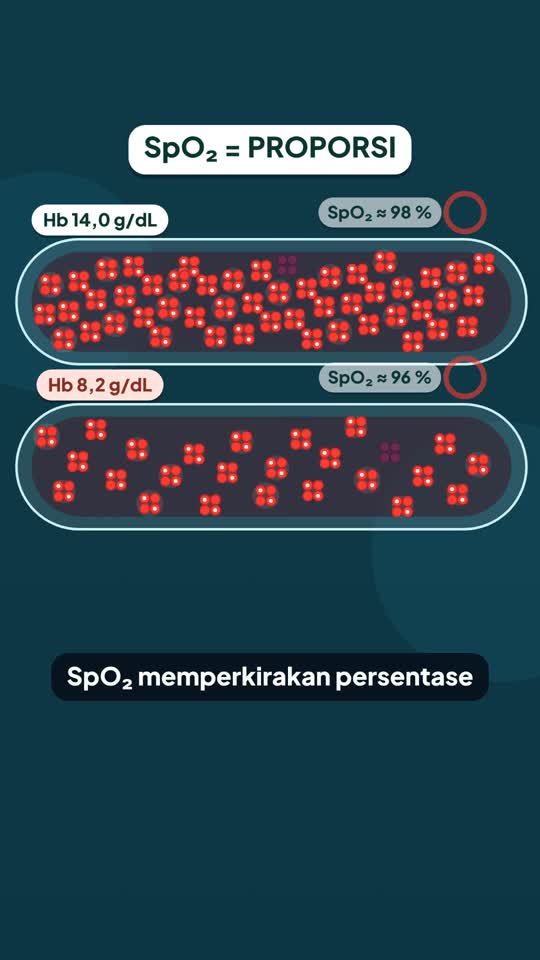 SpO₂ = PROPORSI
Hb 14,0 g/dL
SpO₂ ≈ 98 %
Hb 8,2 g/dL
SpO₂ ≈ 96 %
SpO₂ memperkirakan persentase